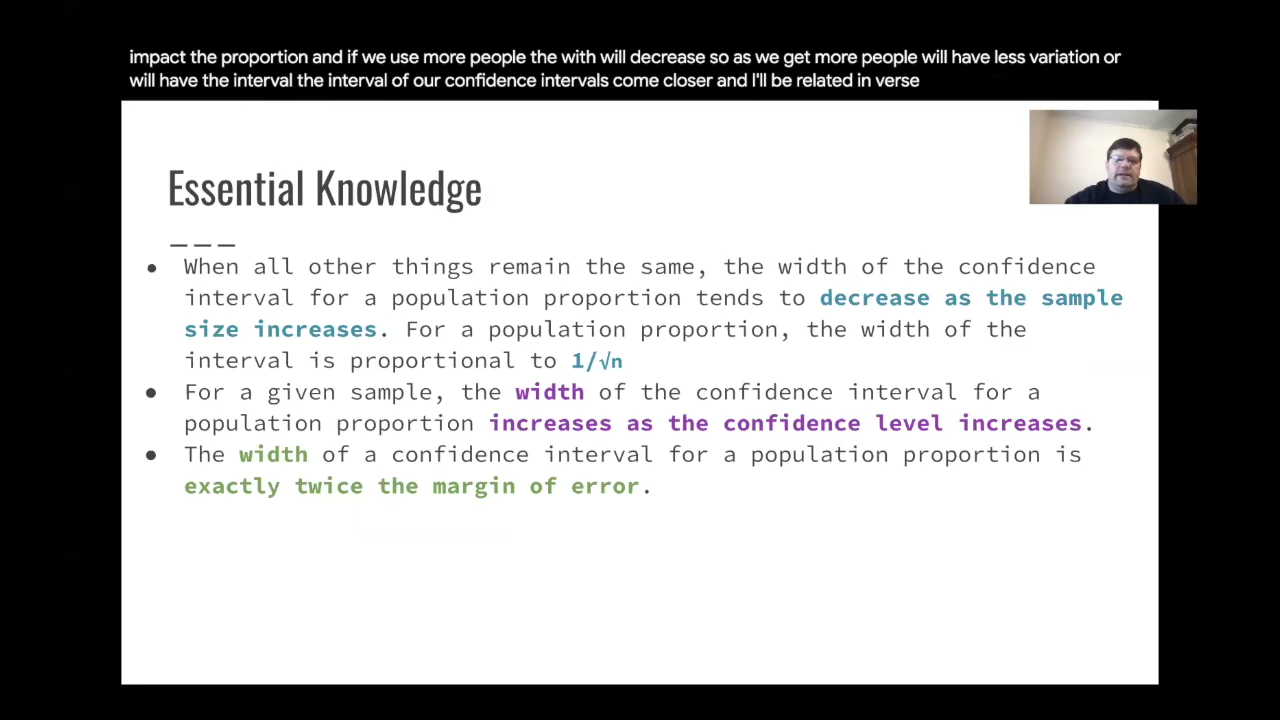 impact the proportion and if we use more people the with will decrease so as we get more people will have less variation or
will have the interval the interval of our confidence intervals come closer and I'll be related in verse
Essential Knowledge
● When all other things remain the same, the width of the confidence
interval for a population proportion tends to decrease as the sample
size increases. For a population proportion, the width of the
interval is proportional to 1/√n
● For a given sample, the width of the confidence interval for a
population proportion increases as the confidence level increases.
● The width of a confidence interval for a population proportion is
exactly twice the margin of error.